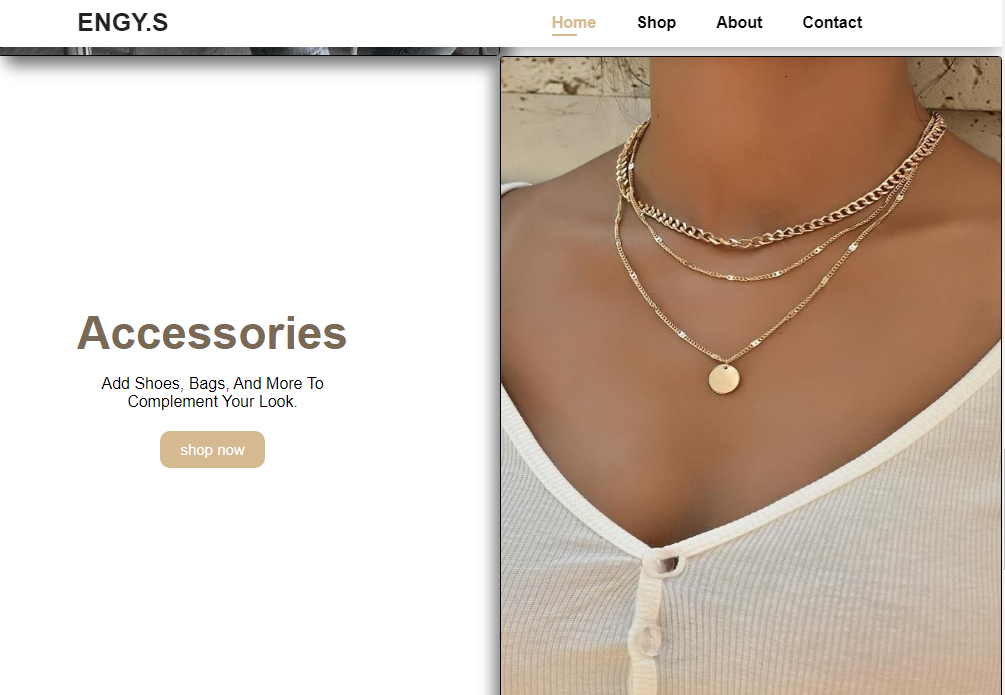 ENGY.S
Home Shop About Contact
Accessories
Add Shoes, Bags, And More To
Complement Your Look.
shop now